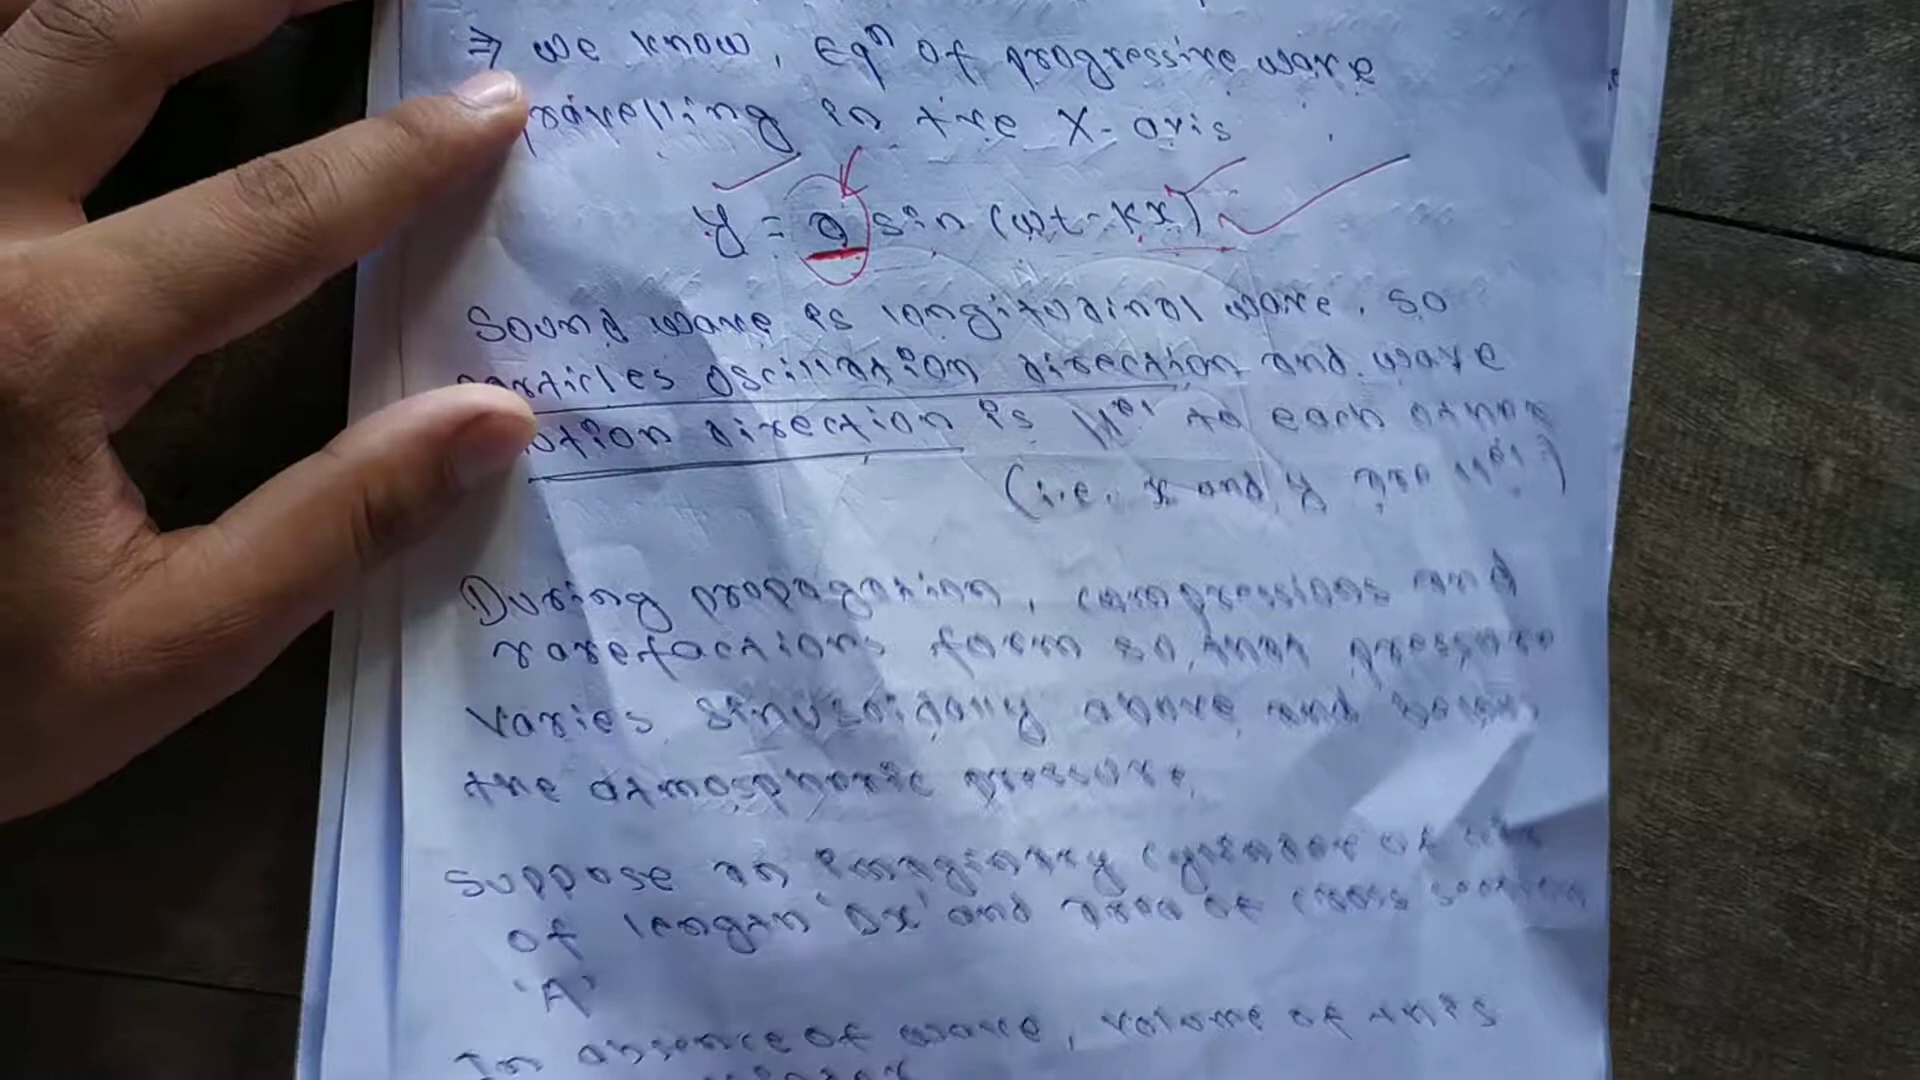 ⇒ we know, Eqⁿ of progressive wave
travelling in the X-axis
y = a sin (ωt - kx)
Sound wave is longitudinal wave. so
particles oscillation direction and wave
motion direction is ||el to each other
(i.e. x and y are ||el)
During propagation, compressions and
rarefactions form so, that pressure
varies sinusoidally above and below
the atmospheric pressure.
Suppose an imaginary cylinder of air
of length 'Δx' and area of cross section
'A'
In absence of wave, volume of this